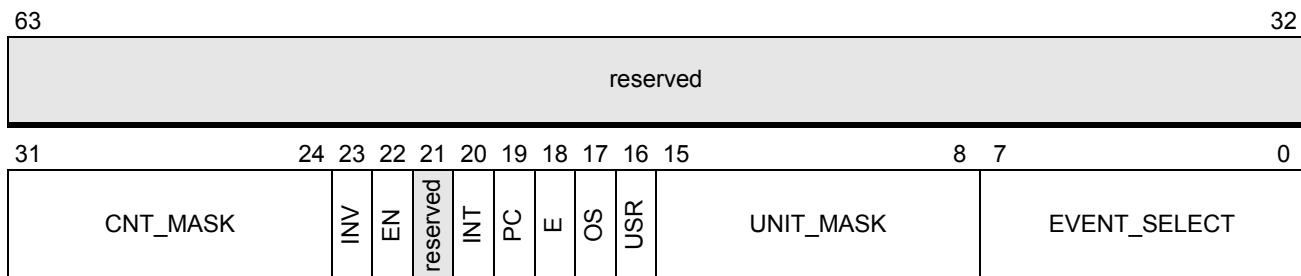 63 32
reserved
31 24 23 22 21 20 19 18 17 16 15 8 7 0
CNT_MASK INV EN reserved INT PC E OS USR UNIT_MASK EVENT_SELECT